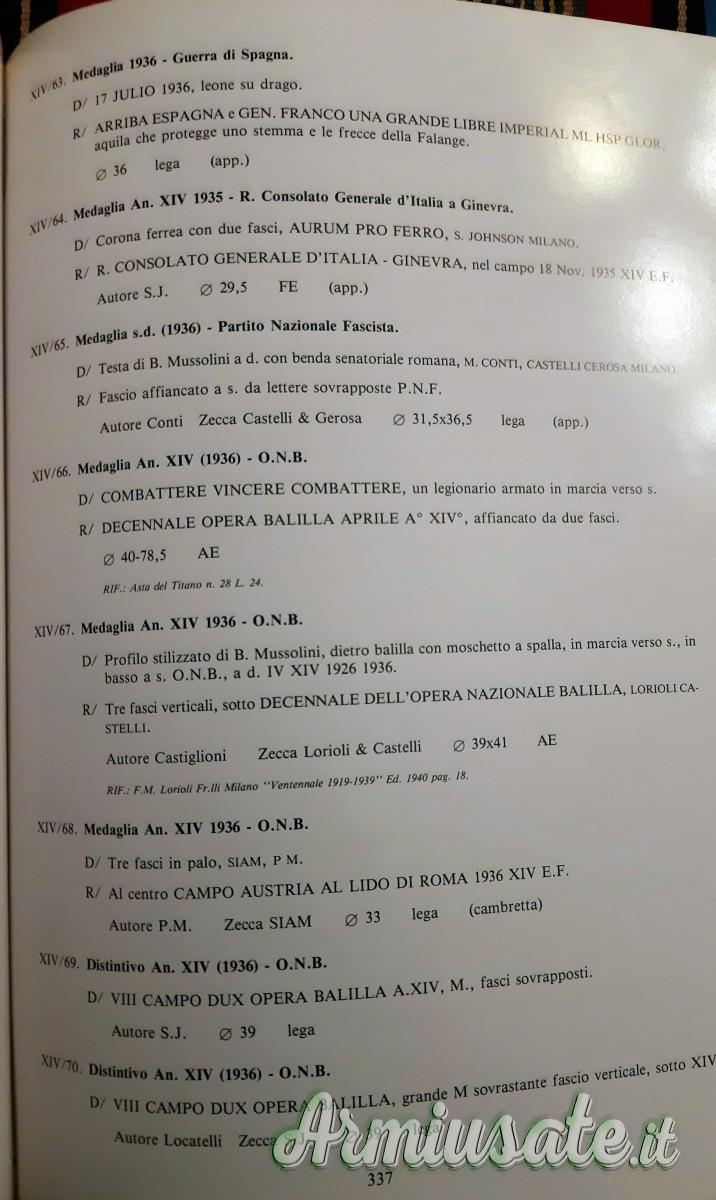 XIV/63. Medaglia 1936 - Guerra di Spagna.
D/ 17 JULIO 1936, leone su drago.
R/ ARRIBA ESPAGNA e GEN. FRANCO UNA GRANDE LIBRE IMPERIAL ML HSP GLOR,
aquila che protegge uno stemma e le frecce della Falange.
∅ 36 lega (app.)
XIV/64. Medaglia An. XIV 1935 - R. Consolato Generale d'Italia a Ginevra.
D/ Corona ferrea con due fasci, AURUM PRO FERRO, S. JOHNSON MILANO.
R/ R. CONSOLATO GENERALE D'ITALIA - GINEVRA, nel campo 18 Nov. 1935 XIV E.F.
Autore S.J. ∅ 29,5 FE (app.)
XIV/65. Medaglia s.d. (1936) - Partito Nazionale Fascista.
D/ Testa di B. Mussolini a d. con benda senatoriale romana, M. CONTI, CASTELLI CEROSA MILANO.
R/ Fascio affiancato a s. da lettere sovrapposte P.N.F.
Autore Conti Zecca Castelli & Gerosa ∅ 31,5x36,5 lega (app.)
XIV/66. Medaglia An. XIV (1936) - O.N.B.
D/ COMBATTERE VINCERE COMBATTERE, un legionario armato in marcia verso s.
R/ DECENNALE OPERA BALILLA APRILE A° XIV°, affiancato da due fasci.
∅ 40-78,5 AE
RIF.: Asta del Titano n. 28 L. 24.
XIV/67. Medaglia An. XIV 1936 - O.N.B.
D/ Profilo stilizzato di B. Mussolini, dietro balilla con moschetto a spalla, in marcia verso s., in
basso a s. O.N.B., a d. IV XIV 1926 1936.
R/ Tre fasci verticali, sotto DECENNALE DELL'OPERA NAZIONALE BALILLA, LORIOLI CA-
STELLI.
Autore Castiglioni Zecca Lorioli & Castelli ∅ 39x41 AE
RIF.: F.M. Lorioli Fr.lli Milano "Ventennale 1919-1939" Ed. 1940 pag. 18.
XIV/68. Medaglia An. XIV 1936 - O.N.B.
D/ Tre fasci in palo, SIAM, P M.
R/ Al centro CAMPO AUSTRIA AL LIDO DI ROMA 1936 XIV E.F.
Autore P.M. Zecca SIAM ∅ 33 lega (cambretta)
XIV/69. Distintivo An. XIV (1936) - O.N.B.
D/ VIII CAMPO DUX OPERA BALILLA A.XIV, M., fasci sovrapposti.
Autore S.J. ∅ 39 lega
XIV/70. Distintivo An. XIV (1936) - O.N.B.
D/ VIII CAMPO DUX OPERA BALILLA, grande M sovrastante fascio verticale, sotto XIV
Autore Locatelli Zecca S.J. ∅ 39 lega
Armiusate.it
337